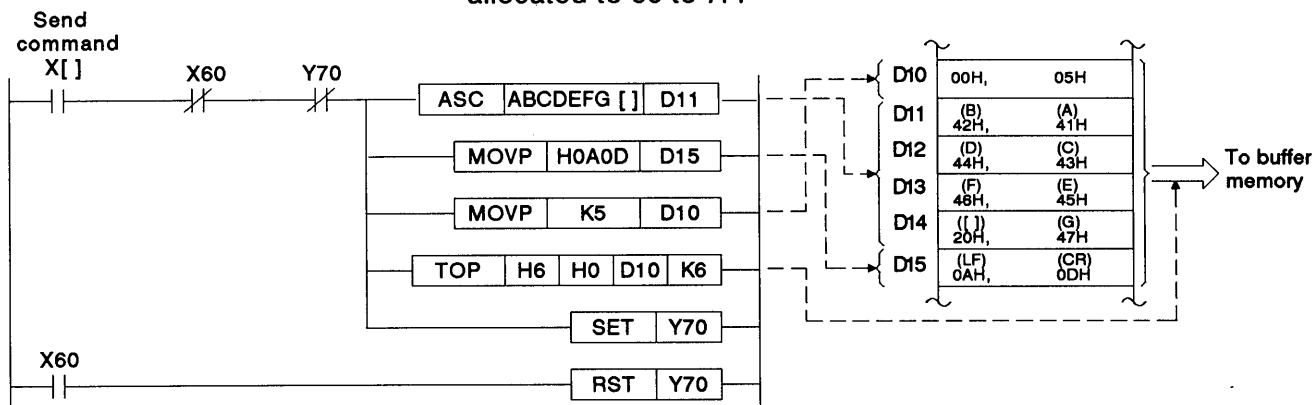 allocated to 60 to 7FH
Send
command
X[ ] X60 Y70
ASC ABCDEFG [ ] D11
MOVP H0A0D D15
MOVP K5 D10
TOP H6 H0 D10 K6
SET Y70
X60
RST Y70
D10 00H, 05H
D11 (B) (A)
42H, 41H
D12 (D) (C)
44H, 43H
D13 (F) (E)
46H, 45H
D14 ([ ]) (G)
20H, 47H
D15 (LF) (CR)
0AH, 0DH
To buffer
memory